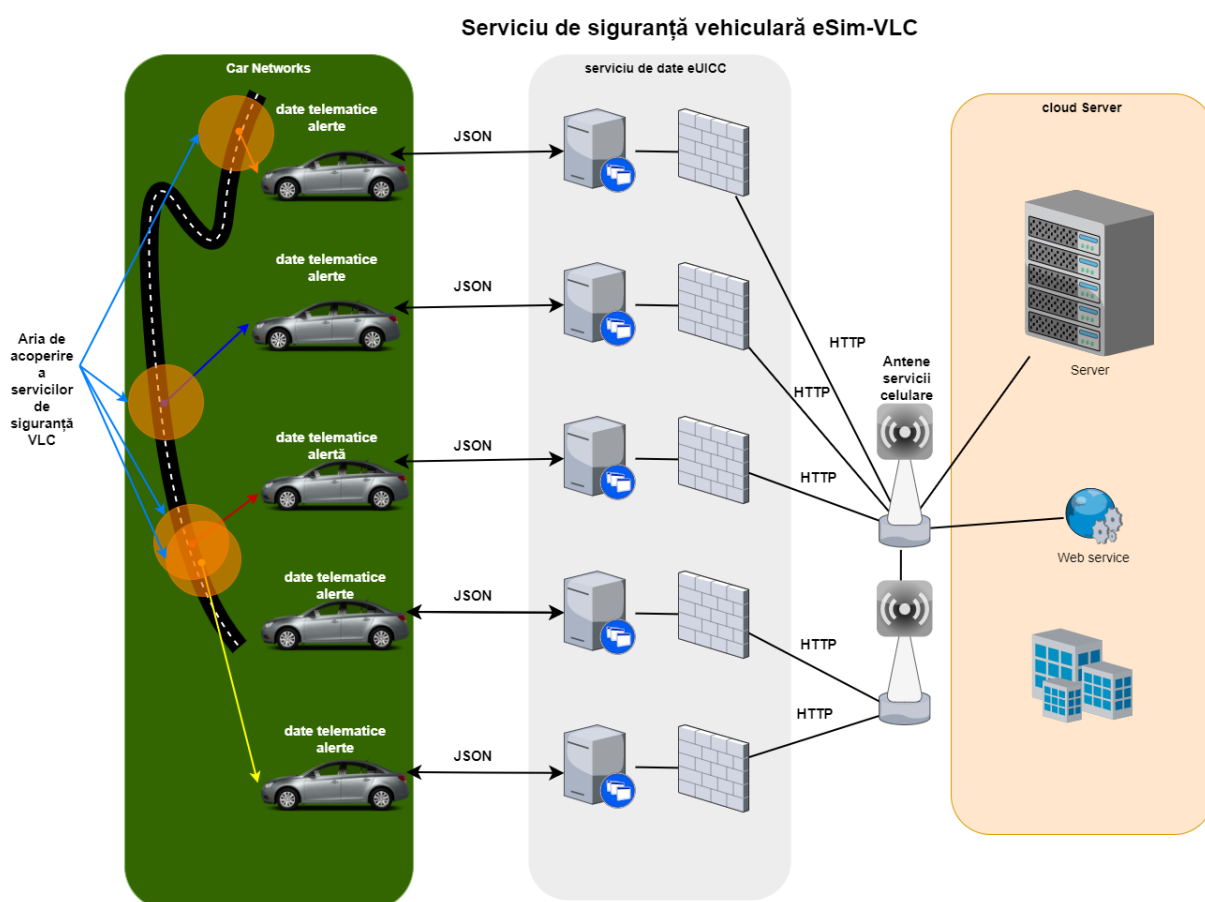 Serviciu de siguranță vehiculară eSim-VLC
Car Networks
serviciu de date eUICC
cloud Server
date telematice
alerte
JSON
date telematice
alerte
JSON
HTTP
Server
Aria de
acoperire
a
servicilor
de
siguranță
VLC
Antene
servicii
celulare
HTTP
date telematice
alertă
JSON
HTTP
Web service
date telematice
alerte
JSON
HTTP
HTTP
date telematice
alerte
JSON